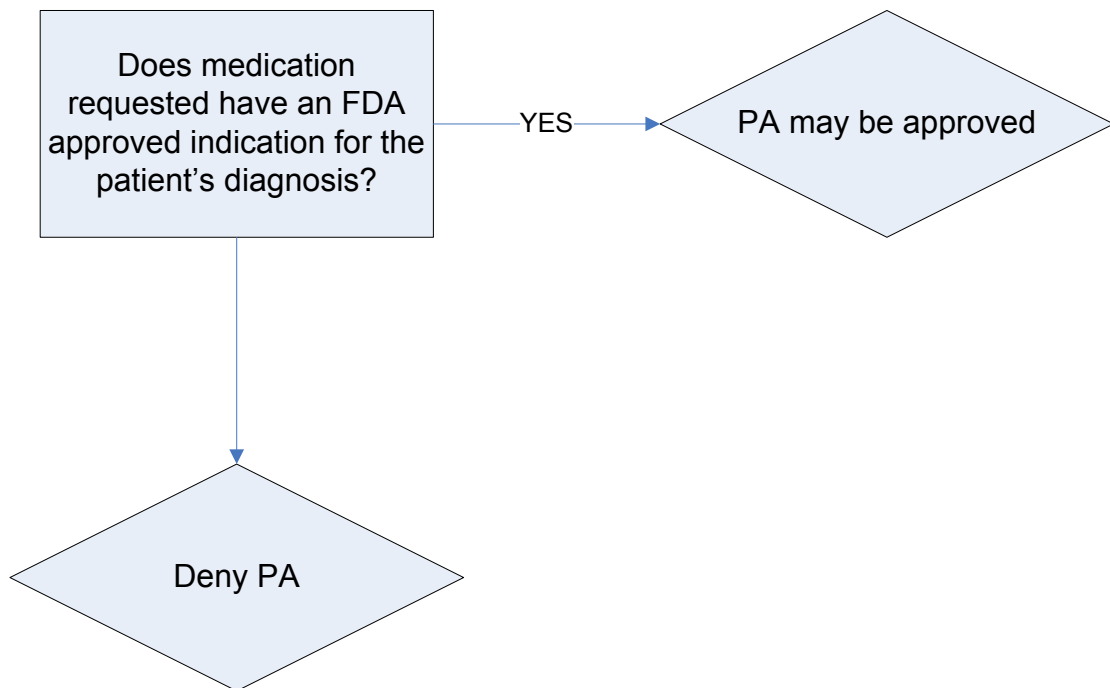 Does medication
requested have an FDA
approved indication for the
patient’s diagnosis?
YES
PA may be approved
Deny PA